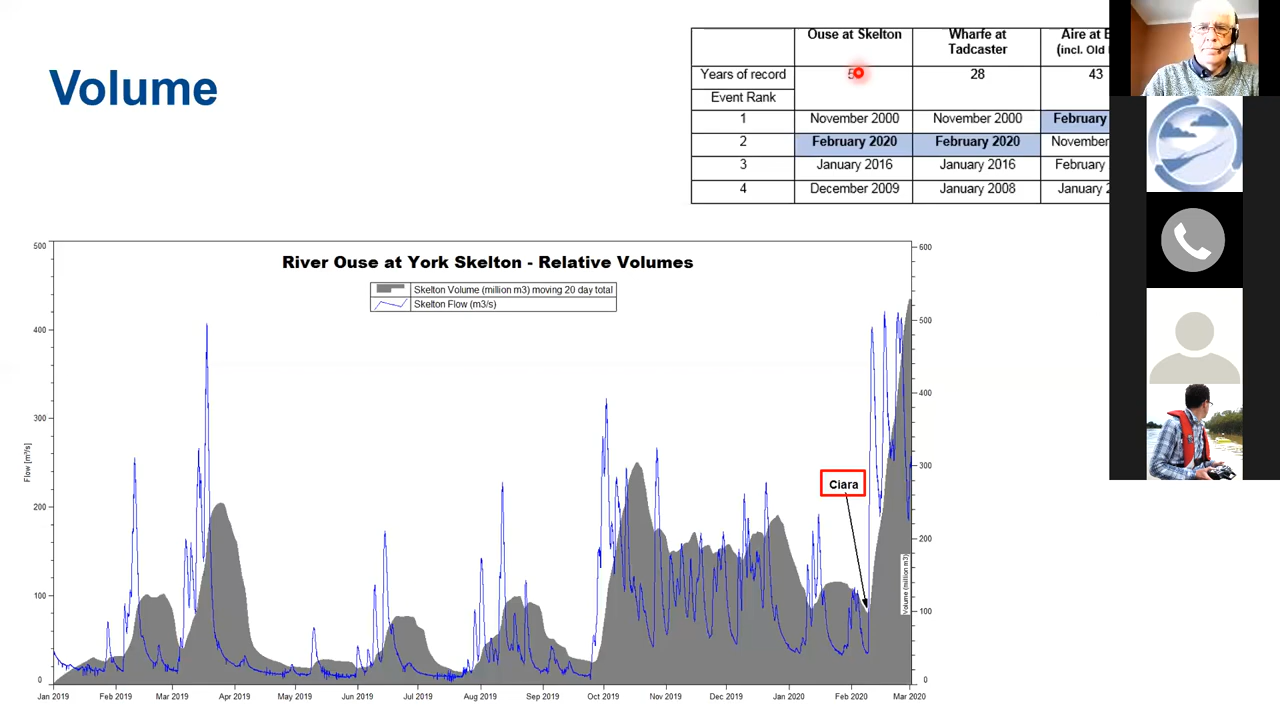 Volume
Ouse at Skelton
Wharfe at Tadcaster
Aire at
(incl. Old
Years of record 28 43
Event Rank
1 November 2000 November 2000 February
2 February 2020 February 2020 November
3 January 2016 January 2016 February
4 December 2009 January 2008 January
River Ouse at York Skelton - Relative Volumes
Skelton Volume (million m3) moving 20 day total
Skelton Flow (m3/s)
500
400
300
200
100
0
Flow [m³/s]
600
500
400
300
200
100
0
Volume (million m3)
Ciara
Jan 2019 Feb 2019 Mar 2019 Apr 2019 May 2019 Jun 2019 Jul 2019 Aug 2019 Sep 2019 Oct 2019 Nov 2019 Dec 2019 Jan 2020 Feb 2020 Mar 2020